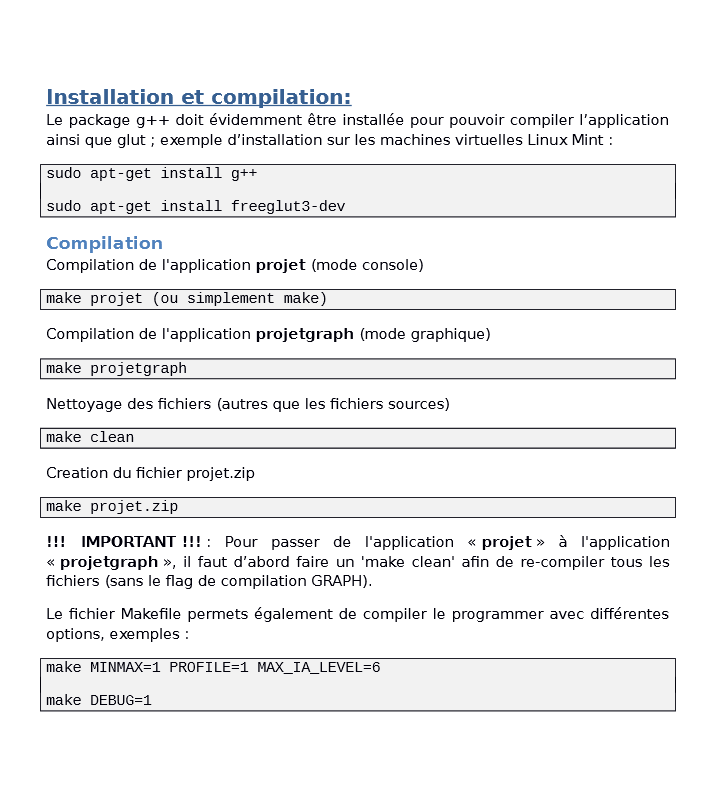 Installation et compilation:
Le package g++ doit évidemment être installée pour pouvoir compiler l’application
ainsi que glut ; exemple d’installation sur les machines virtuelles Linux Mint :
sudo apt-get install g++
sudo apt-get install freeglut3-dev
Compilation
Compilation de l'application projet (mode console)
make projet (ou simplement make)
Compilation de l'application projetgraph (mode graphique)
make projetgraph
Nettoyage des fichiers (autres que les fichiers sources)
make clean
Creation du fichier projet.zip
make projet.zip
!!! IMPORTANT !!! : Pour passer de l'application « projet » à l'application
« projetgraph », il faut d’abord faire un 'make clean' afin de re-compiler tous les
fichiers (sans le flag de compilation GRAPH).
Le fichier Makefile permets également de compiler le programmer avec différentes
options, exemples :
make MINMAX=1 PROFILE=1 MAX_IA_LEVEL=6
make DEBUG=1